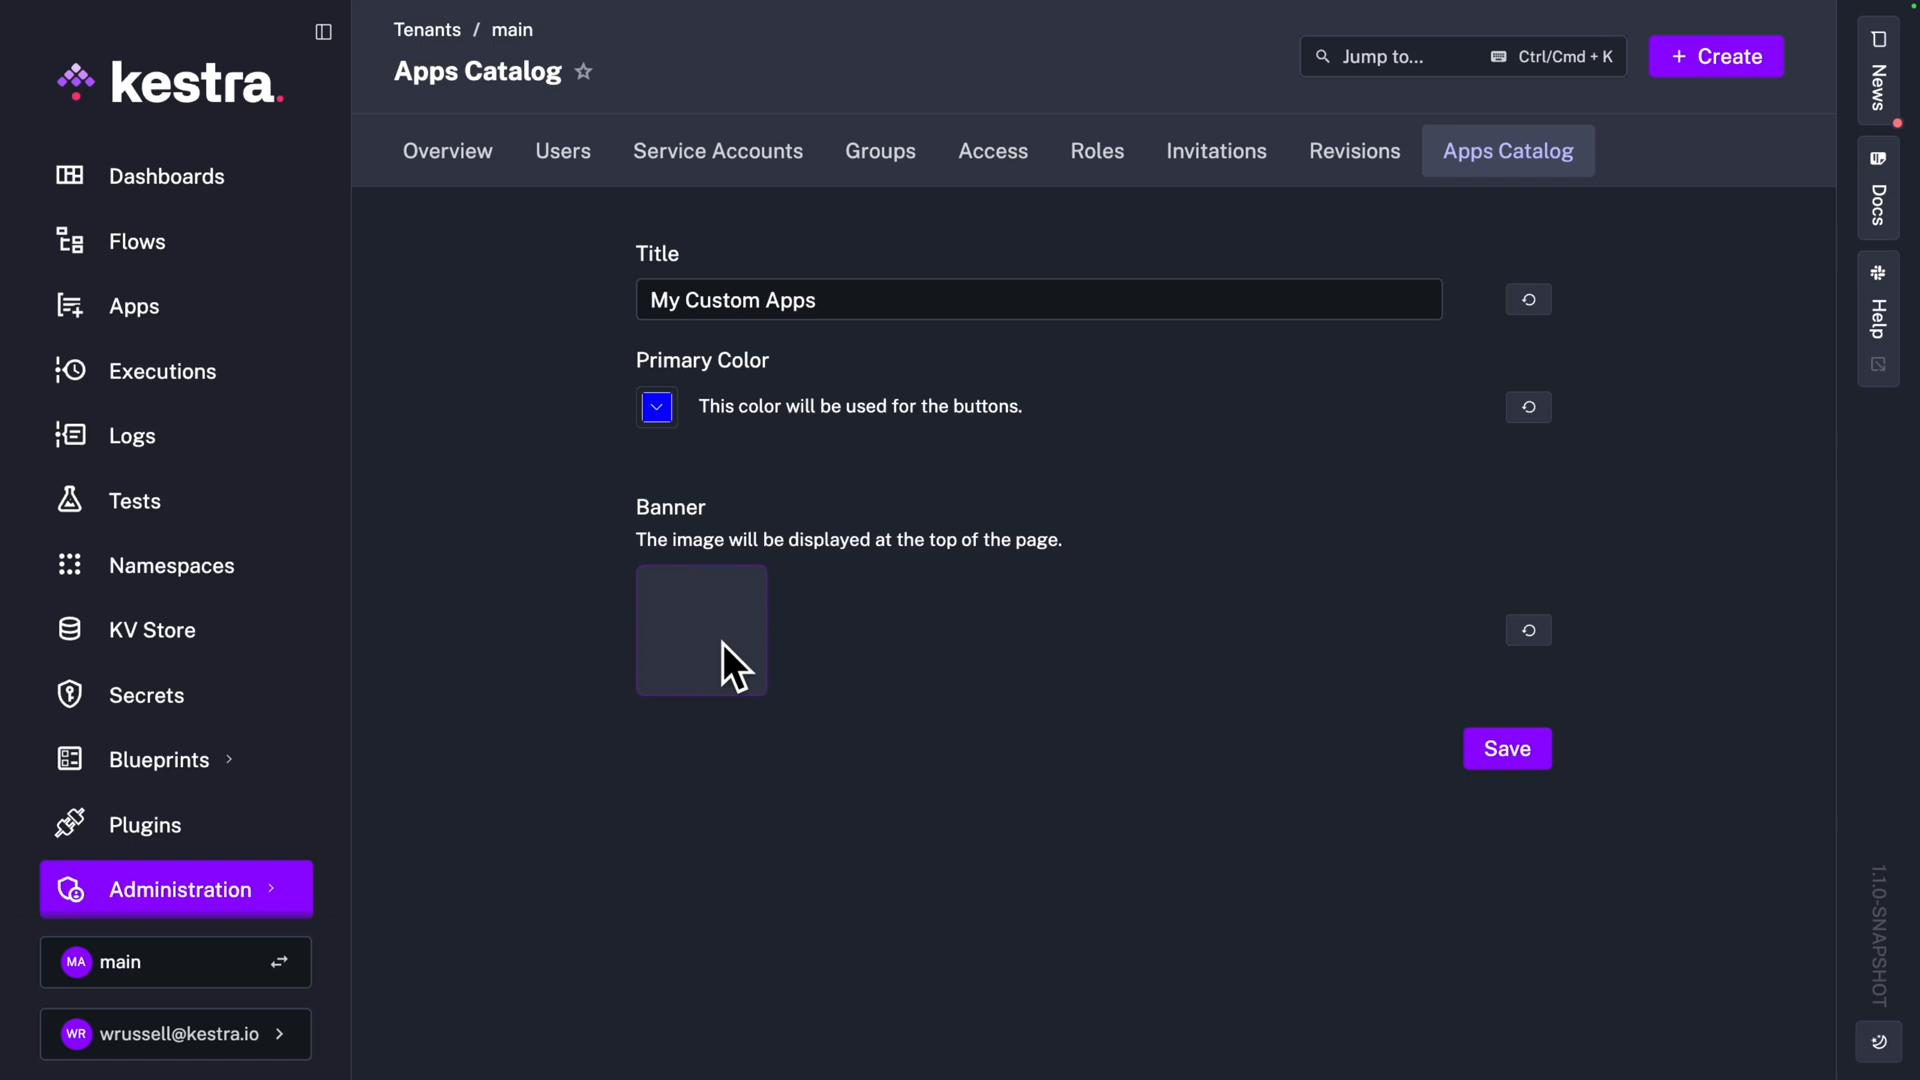 kestra.
Dashboards
Flows
Apps
Executions
Logs
Tests
Namespaces
KV Store
Secrets
Blueprints
Plugins
Administration
MA main
WR wrussell@kestra.io
Tenants / main
Apps Catalog
Jump to... Ctrl/Cmd + K
+ Create
Overview Users Service Accounts Groups Access Roles Invitations Revisions Apps Catalog
Title
My Custom Apps
Primary Color
This color will be used for the buttons.
Banner
The image will be displayed at the top of the page.
Save
News
Docs
Help
1.1.0-SNAPSHOT